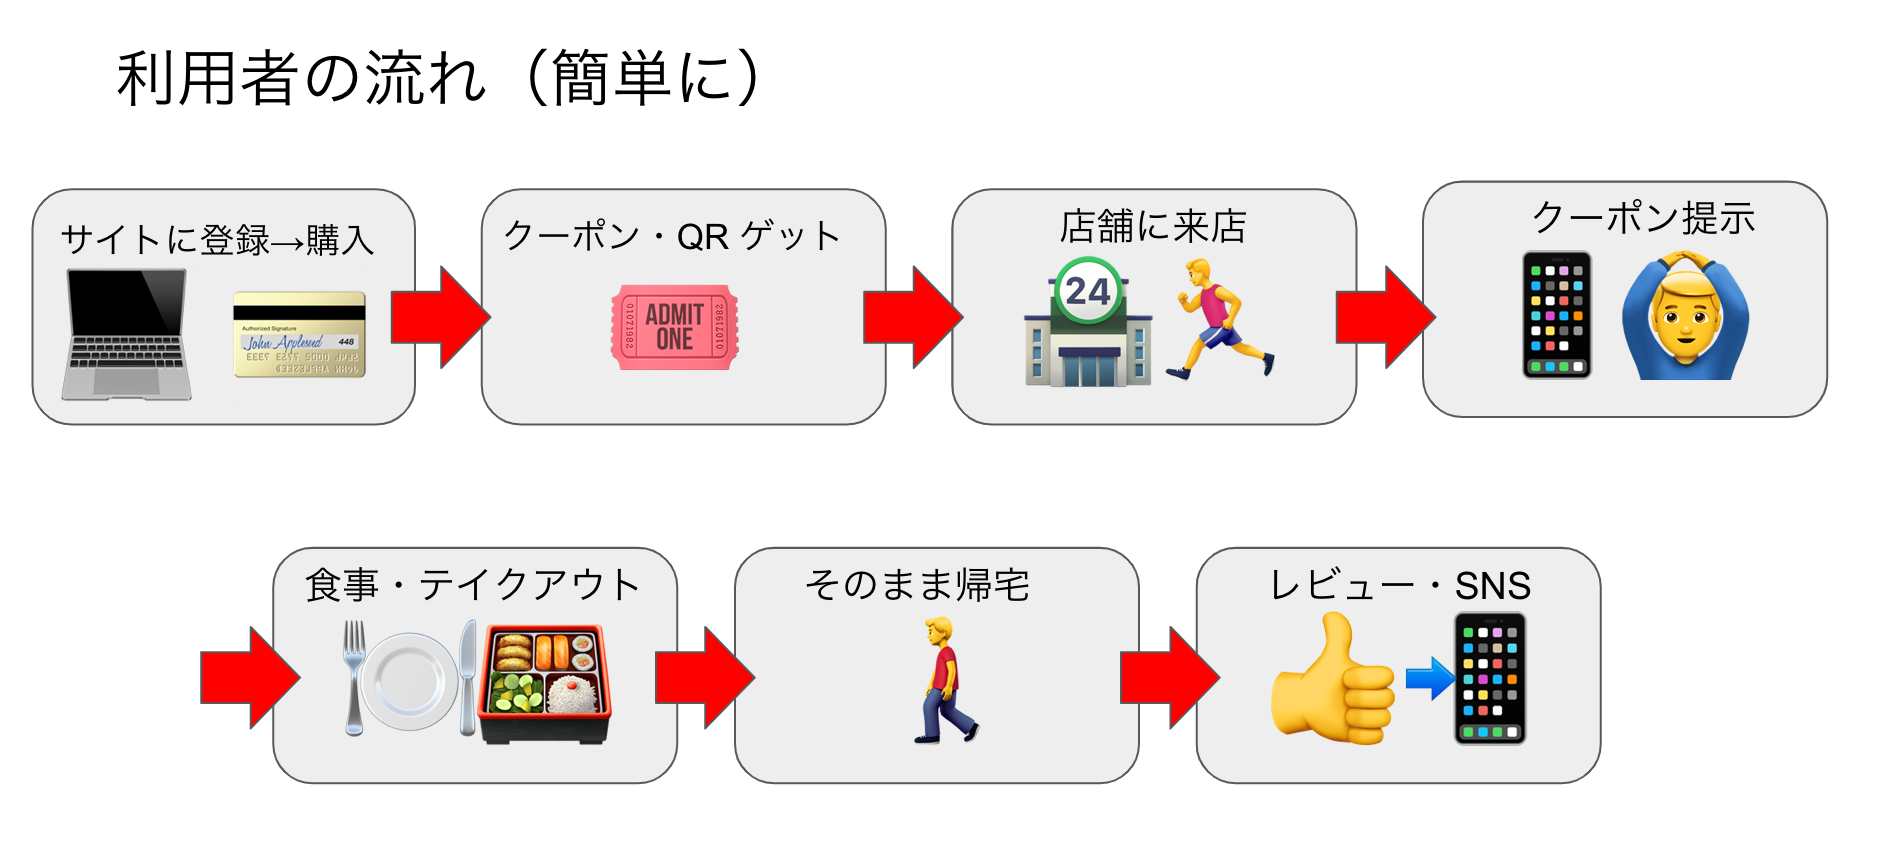 利用者の流れ（簡単に）
サイトに登録→購入
Authorized Signature
John Appleseed 448
クーポン・QR ゲット
ADMIT
ONE
01071982
01071982
店舗に来店
24
クーポン提示
食事・テイクアウト
そのまま帰宅
レビュー・SNS